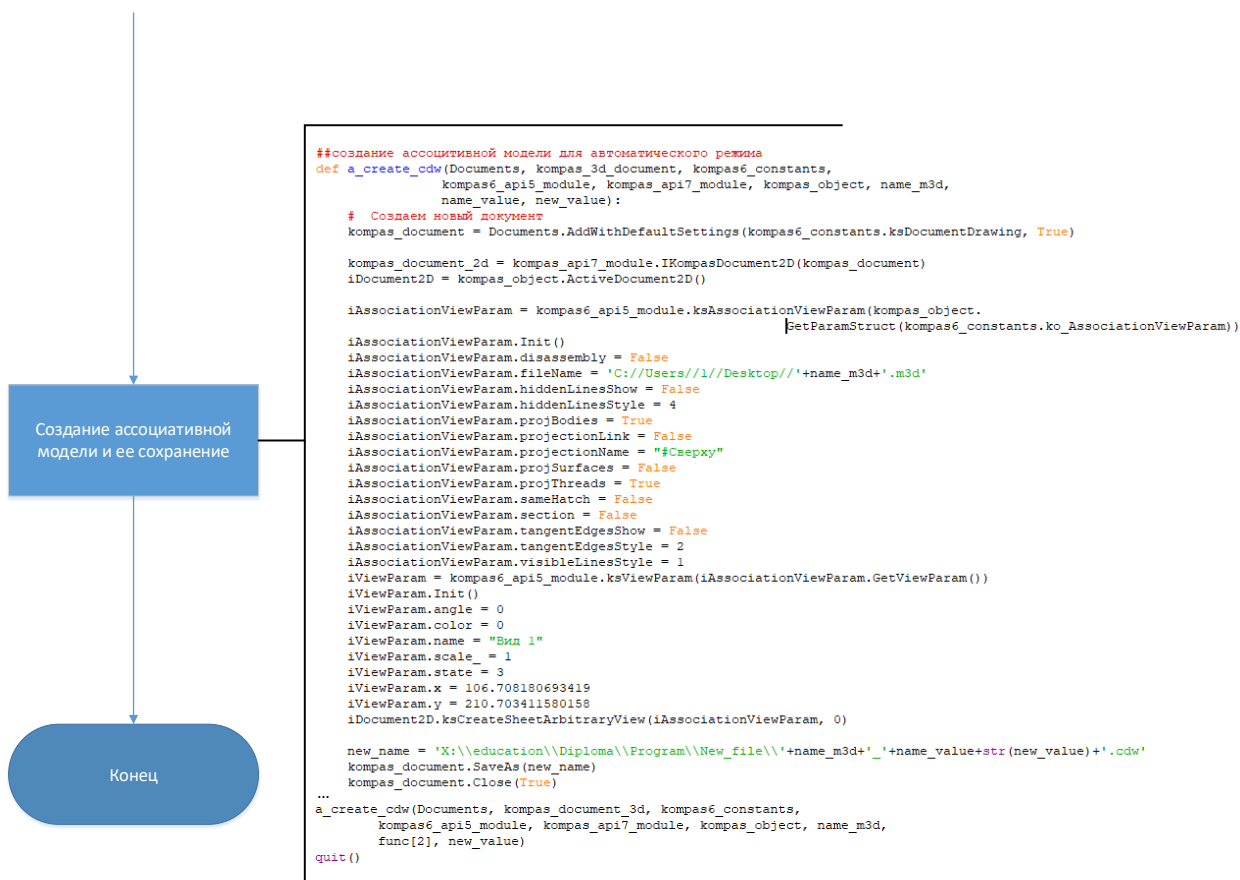 ##создание ассоцитивной модели для автоматического режима
def a_create_cdw(Documents, kompas_3d_document, kompas6_constants,
                kompas6_api5_module, kompas_api7_module, kompas_object, name_m3d,
                name_value, new_value):
    #  Создаем новый документ
    kompas_document = Documents.AddWithDefaultSettings(kompas6_constants.ksDocumentDrawing, True)

    kompas_document_2d = kompas_api7_module.IKompasDocument2D(kompas_document)
    iDocument2D = kompas_object.ActiveDocument2D()

    iAssociationViewParam = kompas6_api5_module.ksAssociationViewParam(kompas_object.
                                                           GetParamStruct(kompas6_constants.ko_AssociationViewParam))
    iAssociationViewParam.Init()
    iAssociationViewParam.disassembly = False
    iAssociationViewParam.fileName = 'C://Users//1//Desktop//'+name_m3d+'.m3d'
    iAssociationViewParam.hiddenLinesShow = False
    iAssociationViewParam.hiddenLinesStyle = 4
    iAssociationViewParam.projBodies = True
    iAssociationViewParam.projectionLink = False
    iAssociationViewParam.projectionName = "#Сверху"
    iAssociationViewParam.projSurfaces = False
    iAssociationViewParam.projThreads = True
    iAssociationViewParam.sameHatch = False
    iAssociationViewParam.section = False
    iAssociationViewParam.tangentEdgesShow = False
    iAssociationViewParam.tangentEdgesStyle = 2
    iAssociationViewParam.visibleLinesStyle = 1
    iViewParam = kompas6_api5_module.ksViewParam(iAssociationViewParam.GetViewParam())
    iViewParam.Init()
    iViewParam.angle = 0
    iViewParam.color = 0
    iViewParam.name = "Вид 1"
    iViewParam.scale_ = 1
    iViewParam.state = 3
    iViewParam.x = 106.708180693419
    iViewParam.y = 210.703411580158
    iDocument2D.ksCreateSheetArbitraryView(iAssociationViewParam, 0)

    new_name = 'X:\\education\\Diploma\\Program\\New_file\\'+name_m3d+'_'+name_value+str(new_value)+'.cdw'
    kompas_document.SaveAs(new_name)
    kompas_document.Close(True)
...
a_create_cdw(Documents, kompas_document_3d, kompas6_constants,
        kompas6_api5_module, kompas_api7_module, kompas_object, name_m3d,
        func[2], new_value)
quit()
Создание ассоциативной
модели и ее сохранение
Конец